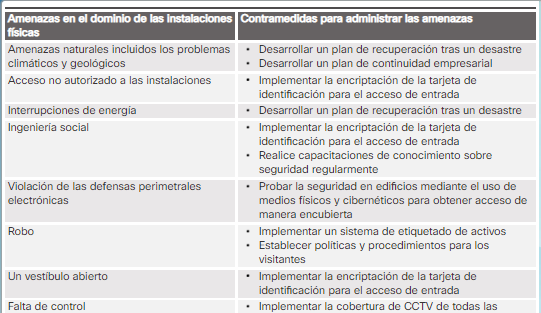 Amenazas en el dominio de las instalaciones físicas
Contramedidas para administrar las amenazas
Amenazas naturales incluidos los problemas climáticos y geológicos
• Desarrollar un plan de recuperación tras un desastre
• Desarrollar un plan de continuidad empresarial
Acceso no autorizado a las instalaciones
• Implementar la encriptación de la tarjeta de
identificación para el acceso de entrada
Interrupciones de energía
• Desarrollar un plan de recuperación tras un desastre
Ingeniería social
• Implementar la encriptación de la tarjeta de
identificación para el acceso de entrada
• Realice capacitaciones de conocimiento sobre
seguridad regularmente
Violación de las defensas perimetrales
electrónicas
• Probar la seguridad en edificios mediante el uso de
medios físicos y cibernéticos para obtener acceso de
manera encubierta
Robo
• Implementar un sistema de etiquetado de activos
• Establecer políticas y procedimientos para los
visitantes
Un vestíbulo abierto
• Implementar la encriptación de la tarjeta de
identificación para el acceso de entrada
Falta de control
• Implementar la cobertura de CCTV de todas las